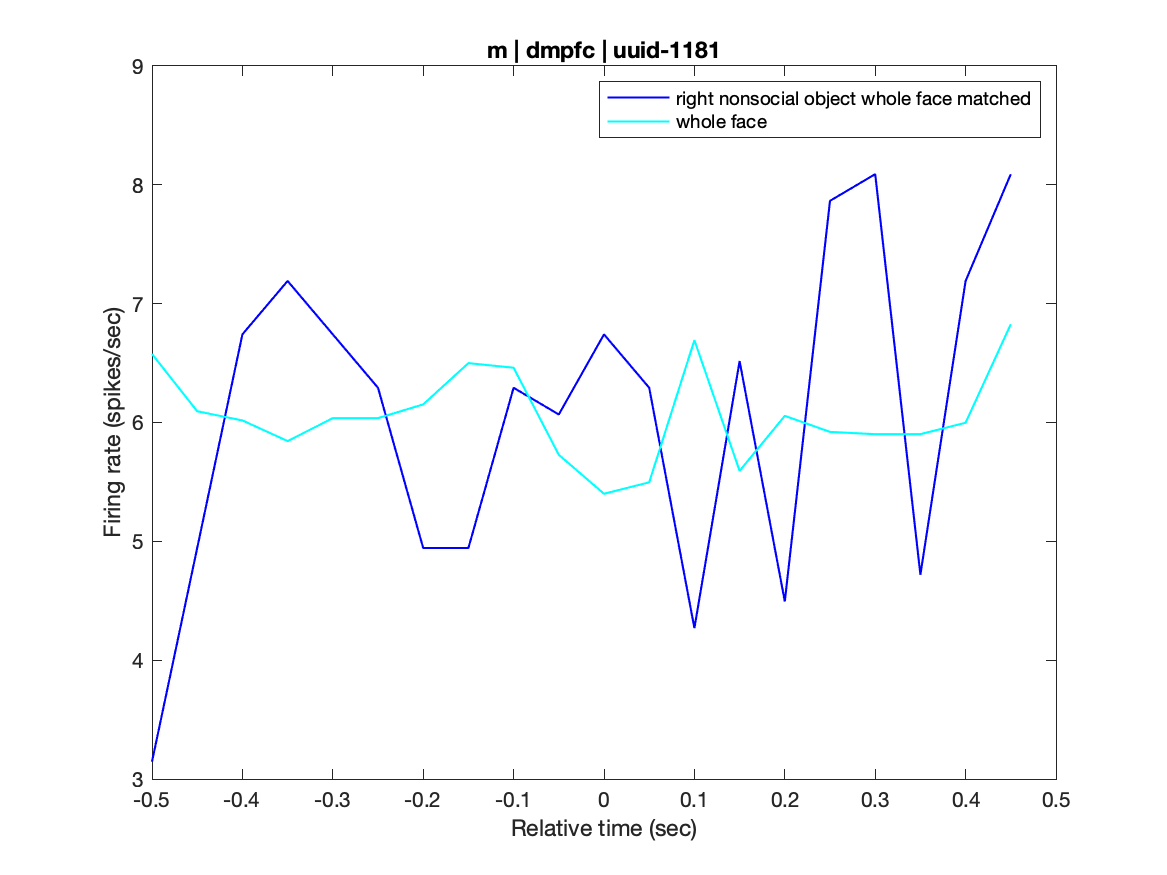 m | dmpfc | uuid-1181
right nonsocial object whole face matched
whole face
9
8
7
6
5
4
3
Firing rate (spikes/sec)
-0.5 -0.4 -0.3 -0.2 -0.1 0 0.1 0.2 0.3 0.4 0.5
Relative time (sec)